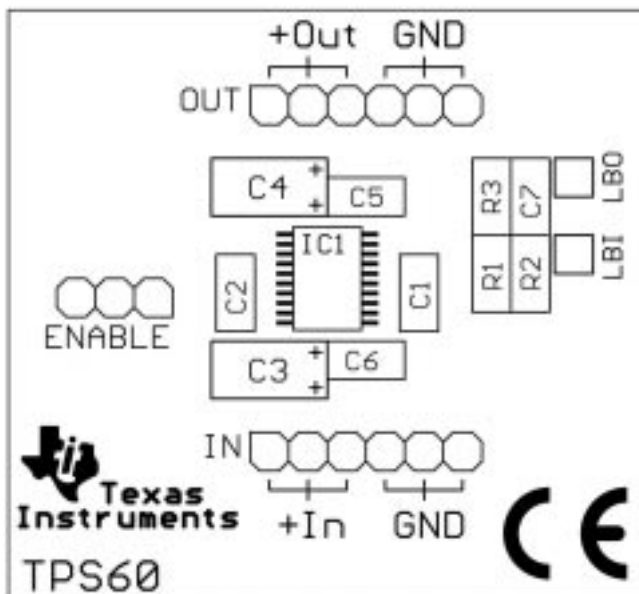 +Out GND
OUT
C4 C5
R3 C7 LBO
IC1
C2 C1
R1 R2 LBI
ENABLE
C3 C6
IN
+In GND
Texas
Instruments
TPS60
CE